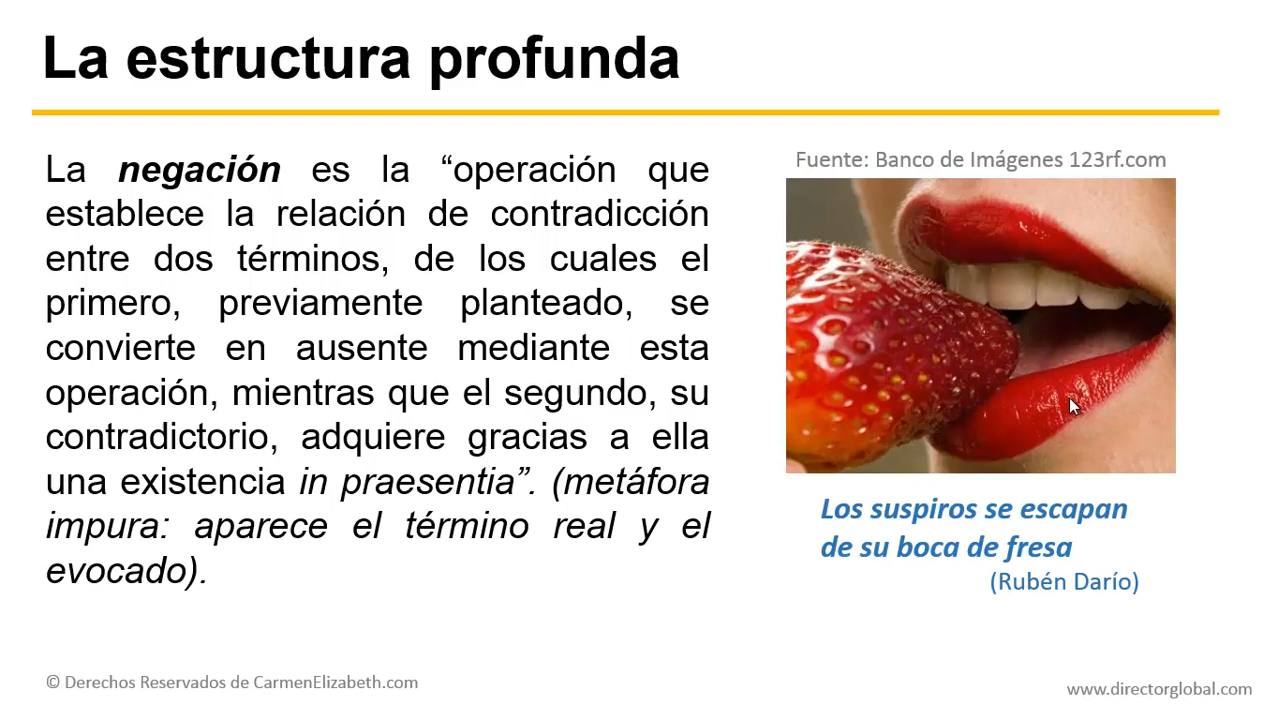 La estructura profunda
La negación es la “operación que
establece la relación de contradicción
entre dos términos, de los cuales el
primero, previamente planteado, se
convierte en ausente mediante esta
operación, mientras que el segundo, su
contradictorio, adquiere gracias a ella
una existencia in praesentia”. (metáfora
impura: aparece el término real y el
evocado).
Fuente: Banco de Imágenes 123rf.com
Los suspiros se escapan
de su boca de fresa
(Rubén Darío)
© Derechos Reservados de CarmenElizabeth.com
www.directorglobal.com